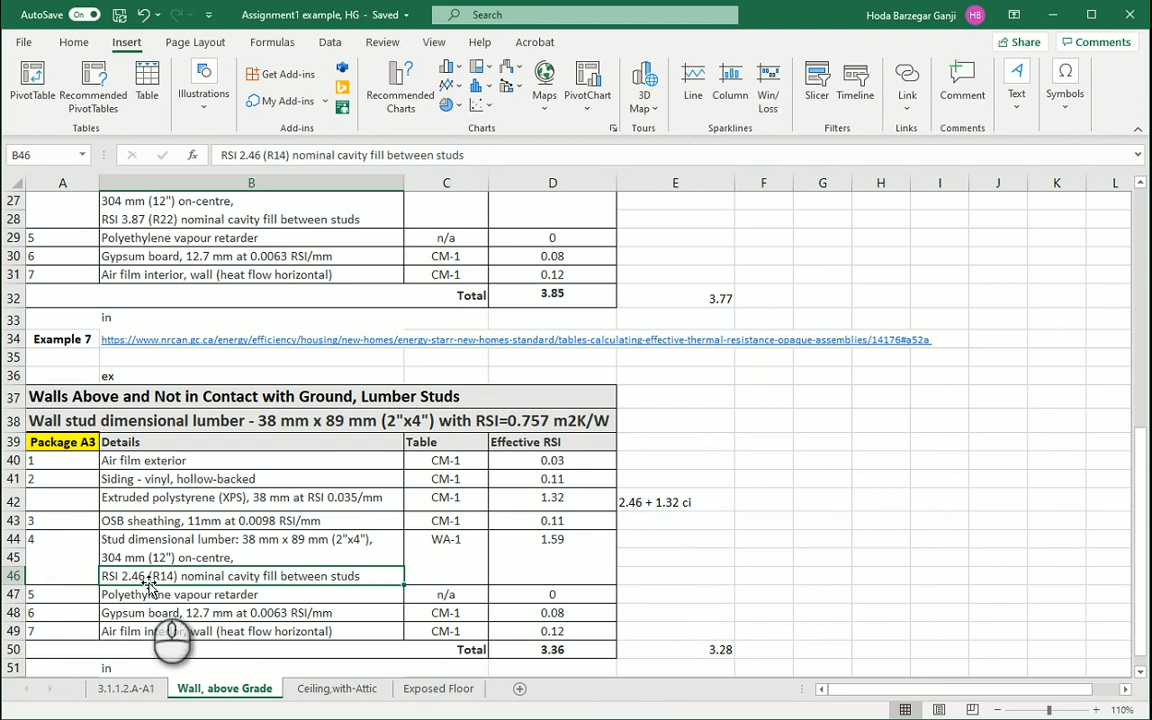 AutoSave On Assignment1 example, HG - Saved Search Hoda Barzegar Ganji HB
File Home Insert Page Layout Formulas Data Review View Help Acrobat Share Comments
PivotTable Recommended PivotTables Table Illustrations Get Add-ins My Add-ins Recommended Charts Maps PivotChart 3D Map Line Column Win/Loss Slicer Timeline Link Comment Text Symbols
Tables Add-ins Charts Tours Sparklines Filters Links Comments
B46 fx RSI 2.46 (R14) nominal cavity fill between studs
A B C D E F G H I J K L
27 304 mm (12") on-centre,
28 RSI 3.87 (R22) nominal cavity fill between studs
29 5 Polyethylene vapour retarder n/a 0
30 6 Gypsum board, 12.7 mm at 0.0063 RSI/mm CM-1 0.08
31 7 Air film interior, wall (heat flow horizontal) CM-1 0.12
32 Total 3.85 3.77
33 in
34 Example 7 https://www.nrcan.gc.ca/energy/efficiency/housing/new-homes/energy-starr-new-homes-standard/tables-calculating-effective-thermal-resistance-opaque-assemblies/14176#a52a
35
36 ex
37 Walls Above and Not in Contact with Ground, Lumber Studs
38 Wall stud dimensional lumber - 38 mm x 89 mm (2"x4") with RSI=0.757 m2K/W
39 Package A3 Details Table Effective RSI
40 1 Air film exterior CM-1 0.03
41 2 Siding - vinyl, hollow-backed CM-1 0.11
42 Extruded polystyrene (XPS), 38 mm at RSI 0.035/mm CM-1 1.32 2.46 + 1.32 ci
43 3 OSB sheathing, 11mm at 0.0098 RSI/mm CM-1 0.11
44 4 Stud dimensional lumber: 38 mm x 89 mm (2"x4"), WA-1 1.59
45 304 mm (12") on-centre,
46 RSI 2.46 (R14) nominal cavity fill between studs
47 5 Polyethylene vapour retarder n/a 0
48 6 Gypsum board, 12.7 mm at 0.0063 RSI/mm CM-1 0.08
49 7 Air film interior, wall (heat flow horizontal) CM-1 0.12
50 Total 3.36 3.28
51 in
3.1.1.2.A-A1 Wall, above Grade Ceiling,with-Attic Exposed Floor
110%